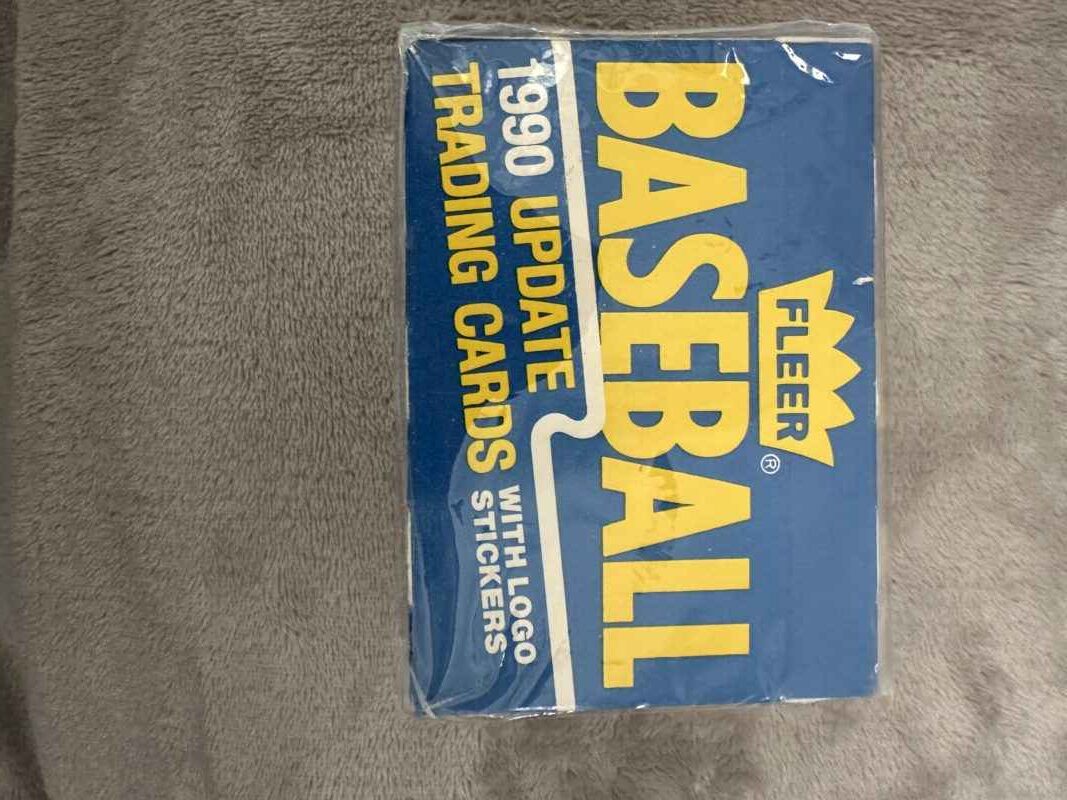 FLEER®
BASEBALL
1990 UPDATE
TRADING CARDS WITH LOGO
STICKERS